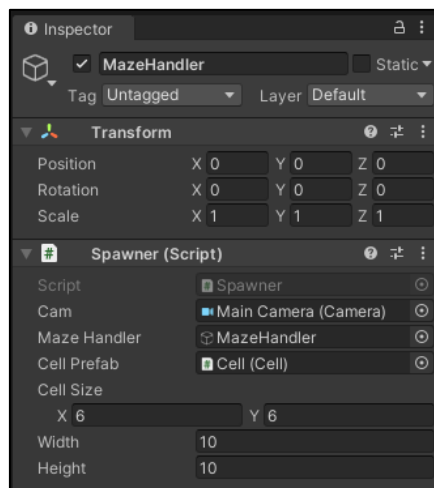 Inspector
MazeHandler Static
Tag Untagged Layer Default
Transform
Position X 0 Y 0 Z 0
Rotation X 0 Y 0 Z 0
Scale X 1 Y 1 Z 1
# Spawner (Script)
Script # Spawner
Cam Main Camera (Camera)
Maze Handler MazeHandler
Cell Prefab # Cell (Cell)
Cell Size
X 6 Y 6
Width 10
Height 10